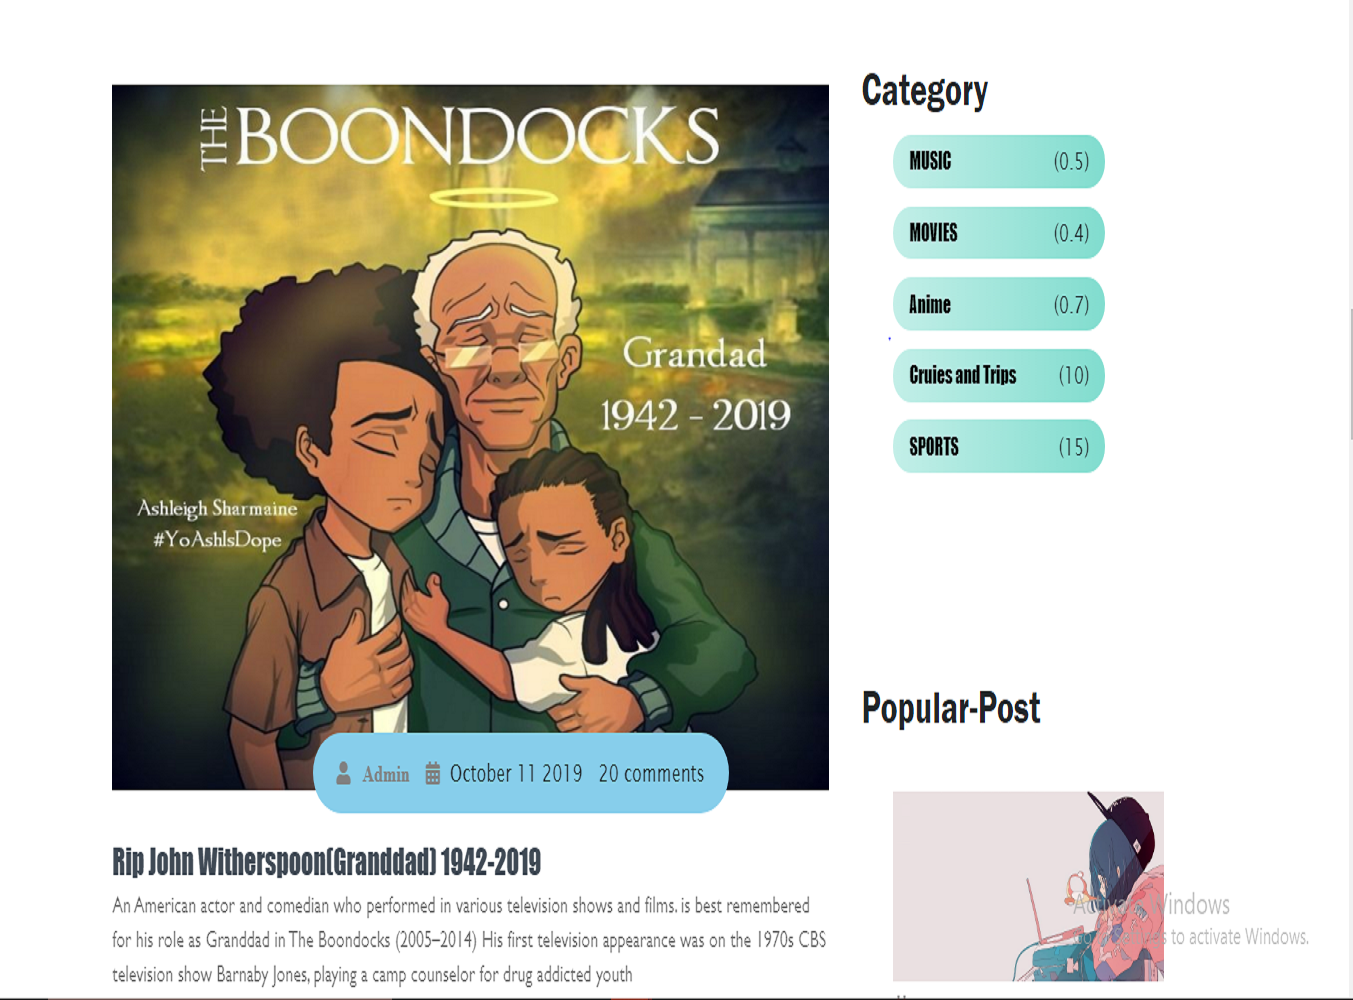 THE BOONDOCKS
Grandad
1942 - 2019
Ashleigh Sharmaine
#YoAshIsDope
Admin October 11 2019 20 comments
Rip John Witherspoon(Granddad) 1942-2019
An American actor and comedian who performed in various television shows and films. is best remembered
for his role as Granddad in The Boondocks (2005–2014) His first television appearance was on the 1970s CBS
television show Barnaby Jones, playing a camp counselor for drug addicted youth
Category
MUSIC (0.5)
MOVIES (0.4)
Anime (0.7)
Cruies and Trips (10)
SPORTS (15)
Popular-Post
Activate Windows
to activate Windows.